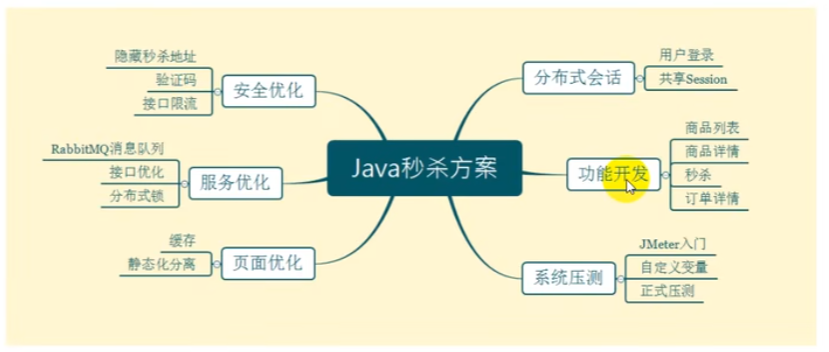 Java秒杀方案
分布式会话
用户登录
共享Session
功能开发
商品列表
商品详情
秒杀
订单详情
系统压测
JMeter入门
自定义变量
正式压测
安全优化
隐藏秒杀地址
验证码
接口限流
服务优化
RabbitMQ消息队列
接口优化
分布式锁
页面优化
缓存
静态化分离